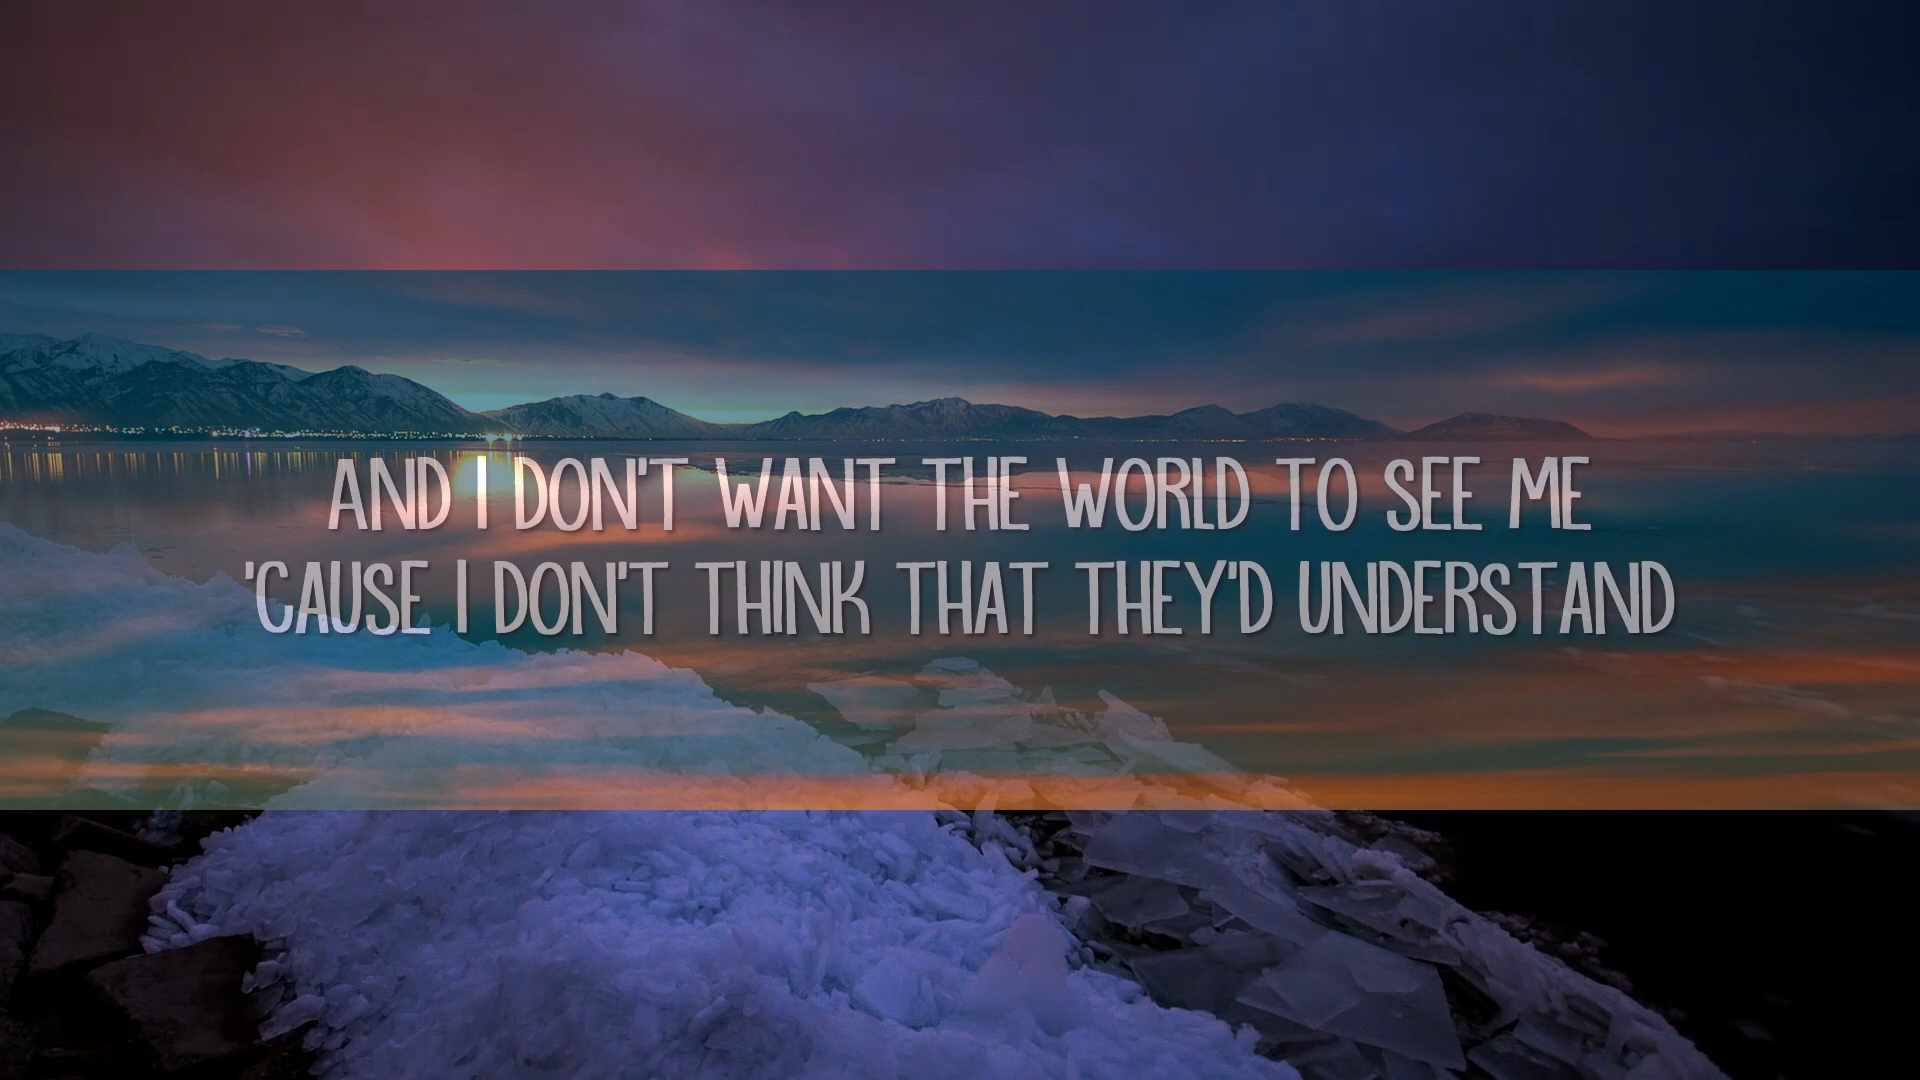 AND I DON'T WANT THE WORLD TO SEE ME
'CAUSE I DON'T THINK THAT THEY'D UNDERSTAND